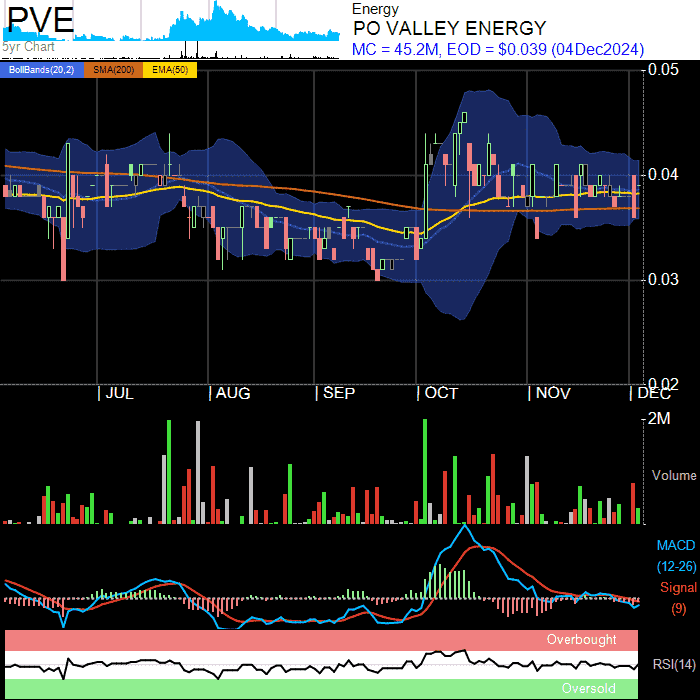 PVE
5yr Chart
Energy
PO VALLEY ENERGY
MC = 45.2M, EOD = $0.039 (04Dec2024)
BollBands(20,2) SMA(200) EMA(50)
0.05
0.04
0.03
0.02
JUL AUG SEP OCT NOV DEC
2M
Volume
MACD
(12-26)
Signal
(9)
Overbought
RSI(14)
Oversold